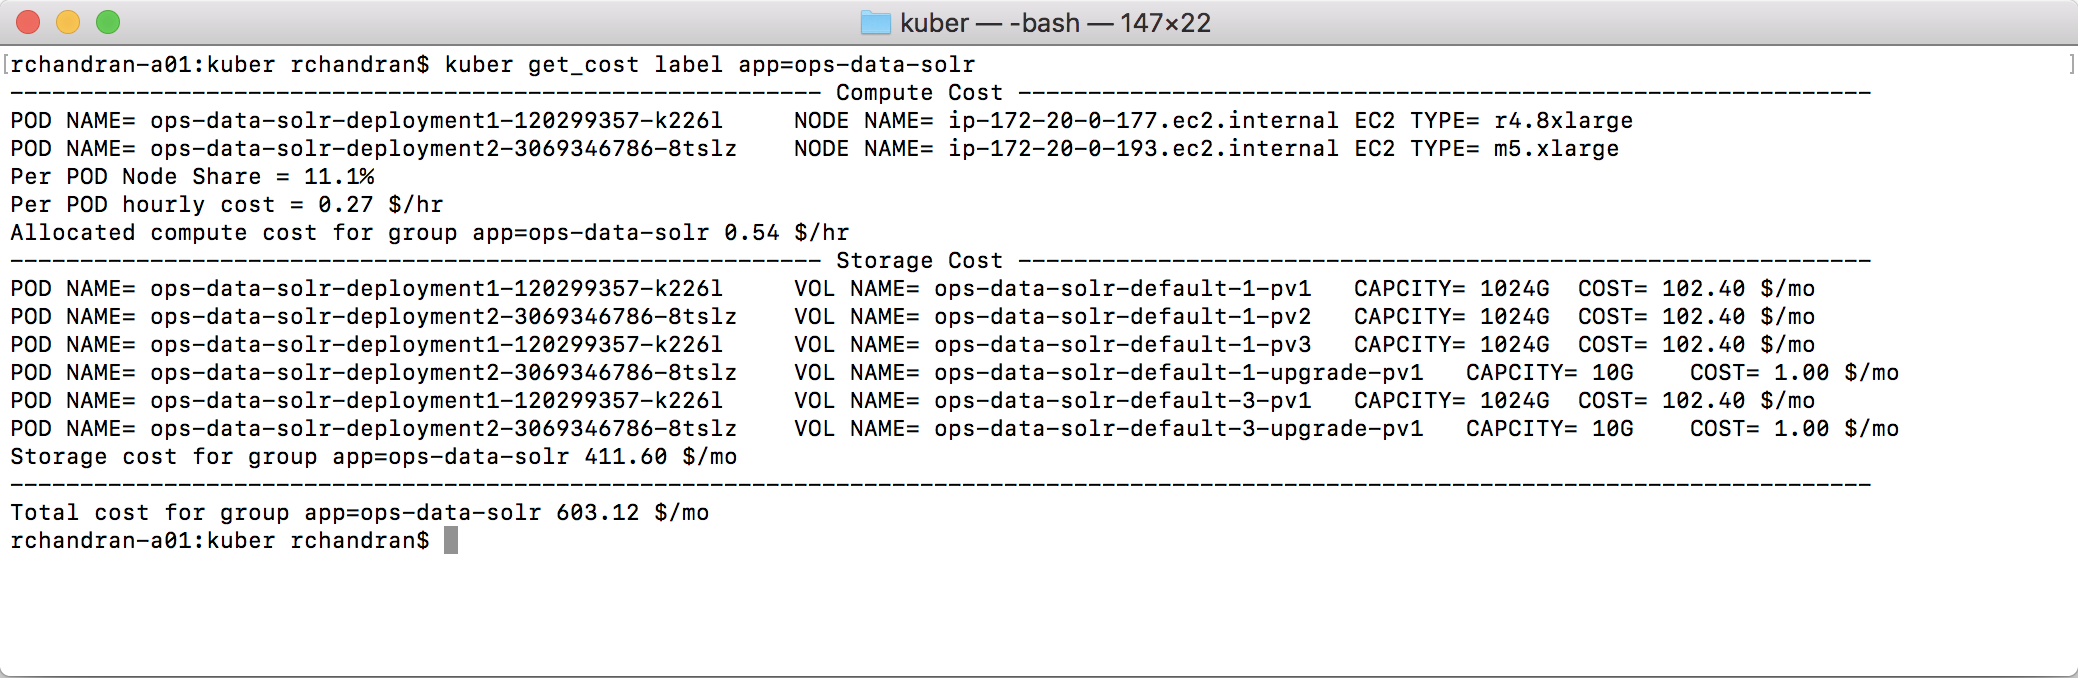 kuber — -bash — 147×22
[rchandran-a01:kuber rchandran$ kuber get_cost label app=ops-data-solr ]
---------------------------------------------------------- Compute Cost -------------------------------------------------------------
POD NAME= ops-data-solr-deployment1-120299357-k226l     NODE NAME= ip-172-20-0-177.ec2.internal EC2 TYPE= r4.8xlarge
POD NAME= ops-data-solr-deployment2-3069346786-8tslz    NODE NAME= ip-172-20-0-193.ec2.internal EC2 TYPE= m5.xlarge
Per POD Node Share = 11.1%
Per POD hourly cost = 0.27 $/hr
Allocated compute cost for group app=ops-data-solr 0.54 $/hr
---------------------------------------------------------- Storage Cost -------------------------------------------------------------
POD NAME= ops-data-solr-deployment1-120299357-k226l     VOL NAME= ops-data-solr-default-1-pv1   CAPCITY= 1024G  COST= 102.40 $/mo
POD NAME= ops-data-solr-deployment2-3069346786-8tslz    VOL NAME= ops-data-solr-default-1-pv2   CAPCITY= 1024G  COST= 102.40 $/mo
POD NAME= ops-data-solr-deployment1-120299357-k226l     VOL NAME= ops-data-solr-default-1-pv3   CAPCITY= 1024G  COST= 102.40 $/mo
POD NAME= ops-data-solr-deployment2-3069346786-8tslz    VOL NAME= ops-data-solr-default-1-upgrade-pv1   CAPCITY= 10G    COST= 1.00 $/mo
POD NAME= ops-data-solr-deployment1-120299357-k226l     VOL NAME= ops-data-solr-default-3-pv1   CAPCITY= 1024G  COST= 102.40 $/mo
POD NAME= ops-data-solr-deployment2-3069346786-8tslz    VOL NAME= ops-data-solr-default-3-upgrade-pv1   CAPCITY= 10G    COST= 1.00 $/mo
Storage cost for group app=ops-data-solr 411.60 $/mo
-------------------------------------------------------------------------------------------------------------------------------------
Total cost for group app=ops-data-solr 603.12 $/mo
rchandran-a01:kuber rchandran$